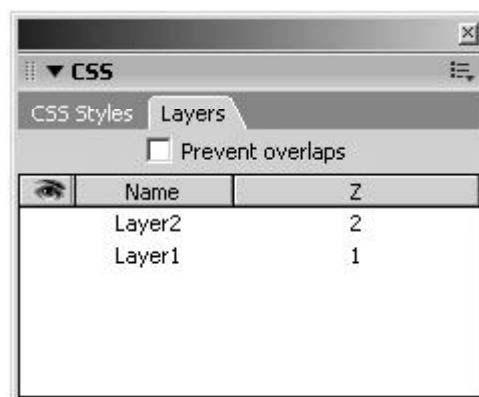 CSS
CSS Styles Layers
Prevent overlaps
Name Z
Layer2 2
Layer1 1